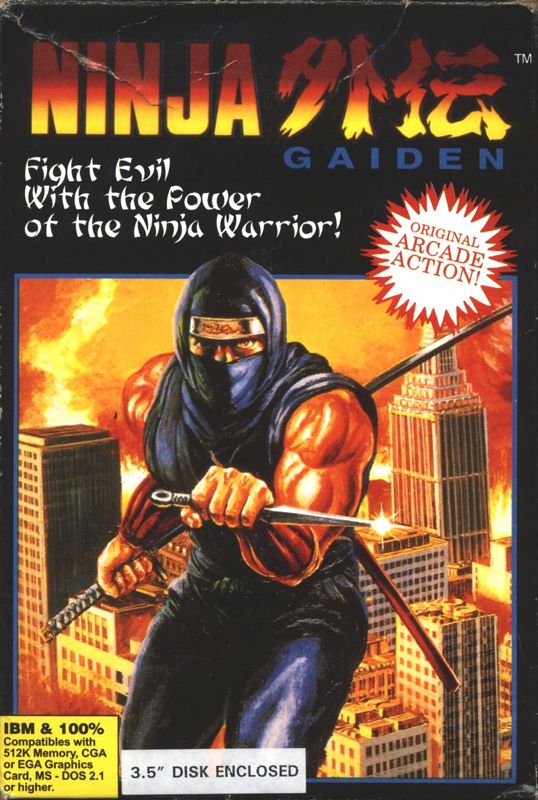 NINJA 外伝 ™
GAIDEN
Fight Evil
With the Power
of the Ninja Warrior!
ORIGINAL
ARCADE
ACTION!
IBM & 100%
Compatibles with
512K Memory, CGA
or EGA Graphics
Card, MS - DOS 2.1
or higher.
3.5" DISK ENCLOSED